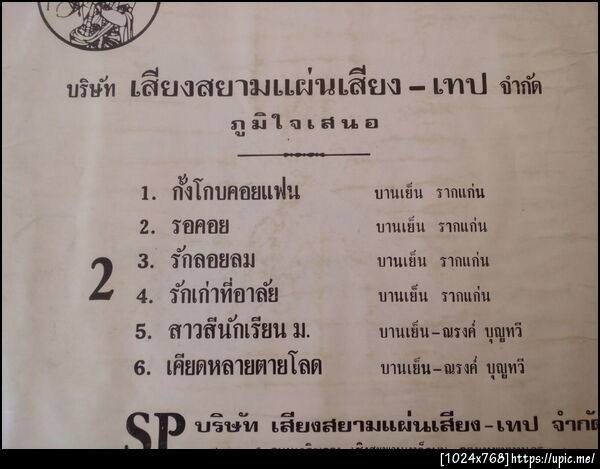 บริษัท เสียงสยามแผ่นเสียง – เทป จำกัด
ภูมิใจเสนอ
2
1. กั้งโกบคอยแฟน บานเย็น รากแก่น
2. รอคอย บานเย็น รากแก่น
3. รักลอยลม บานเย็น รากแก่น
4. รักเก่าที่อาลัย บานเย็น รากแก่น
5. สาวสีนักเรียน ม. บานเย็น-ณรงค์ บุญทวี
6. เคียดหลายตายโลด บานเย็น-ณรงค์ บุญทวี
SP บริษัท เสียงสยามแผ่นเสียง-เทป จำกัด
[1024x768]https://upic.me/